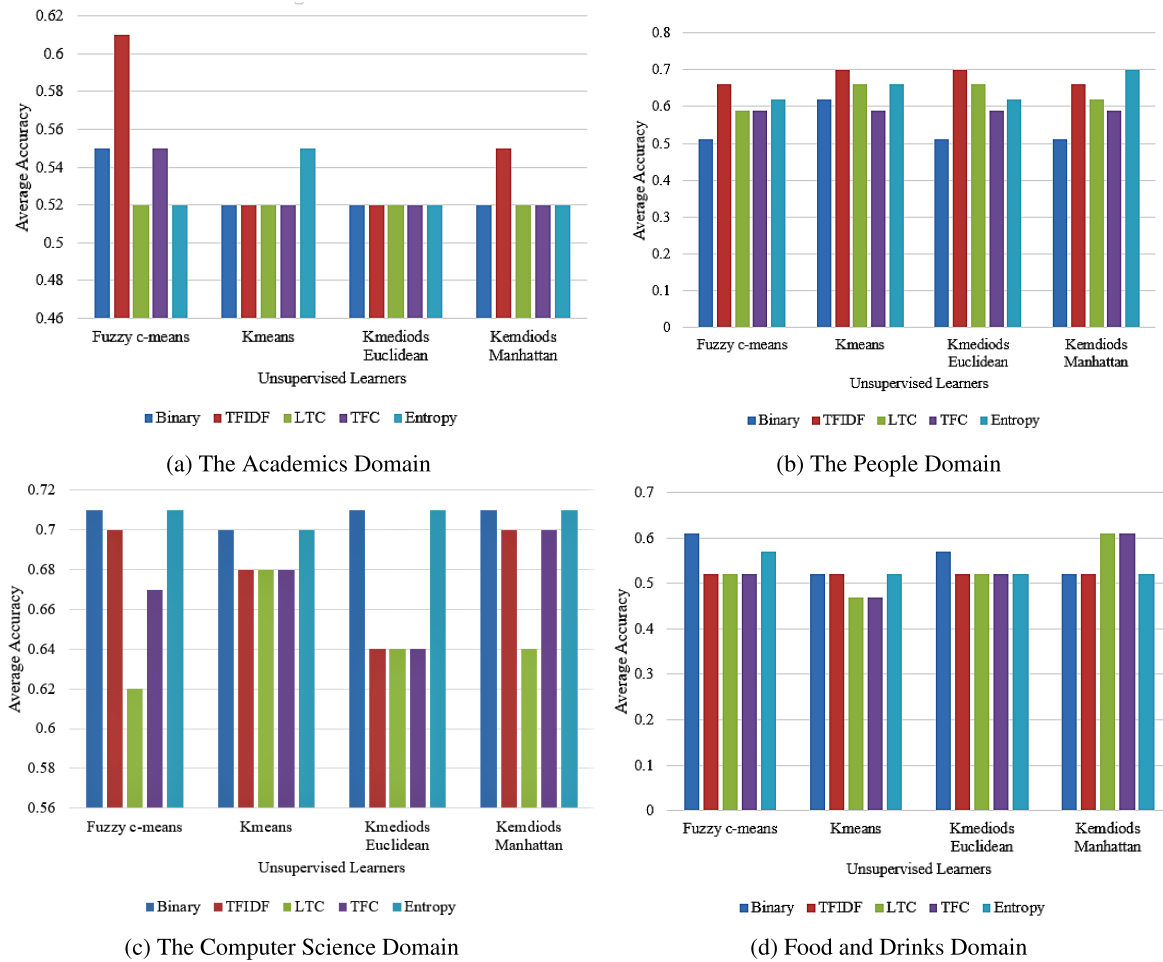 0.62
0.6
0.58
0.56
0.54
0.52
0.5
0.48
0.46
Average Accuracy
Fuzzy c-means Kmeans Kmediods Kemdiods
Euclidean Manhattan
Unsupervised Learners
Binary TFIDF LTC TFC Entropy
(a) The Academics Domain
0.8
0.7
0.6
0.5
0.4
0.3
0.2
0.1
0
Average Accuracy
Fuzzy c-means Kmeans Kmediods Kemdiods
Euclidean Manhattan
Unsupervised Learners
Binary TFIDF LTC TFC Entropy
(b) The People Domain
0.72
0.7
0.68
0.66
0.64
0.62
0.6
0.58
0.56
Average Accuracy
Fuzzy c-means Kmeans Kmediods Kemdiods
Euclidean Manhattan
Unsupervised Learners
Binary TFIDF LTC TFC Entropy
(c) The Computer Science Domain
0.7
0.6
0.5
0.4
0.3
0.2
0.1
0
Average Accuracy
Fuzzy c-means Kmeans Kmediods Kemdiods
Euclidean Manhattan
Unsupervised Learners
Binary TFIDF LTC TFC Entropy
(d) Food and Drinks Domain